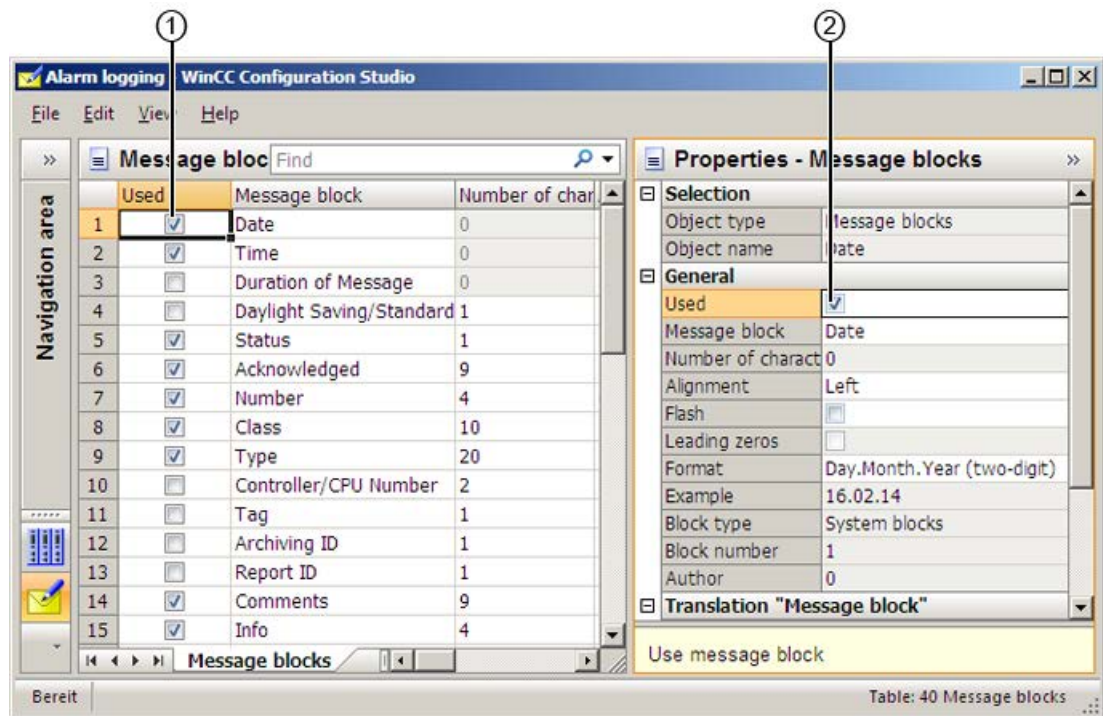 1 2
Alarm logging - WinCC Configuration Studio
File Edit View Help
Navigation area
Message bloc Find
Used Message block Number of char
1 Date 0
2 Time 0
3 Duration of Message 0
4 Daylight Saving/Standard 1
5 Status 1
6 Acknowledged 9
7 Number 4
8 Class 10
9 Type 20
10 Controller/CPU Number 2
11 Tag 1
12 Archiving ID 1
13 Report ID 1
14 Comments 9
15 Info 4
Message blocks
Properties - Message blocks
Selection
Object type Message blocks
Object name Date
General
Used
Message block Date
Number of charact 0
Alignment Left
Flash
Leading zeros
Format Day.Month.Year (two-digit)
Example 16.02.14
Block type System blocks
Block number 1
Author 0
Translation "Message block"
Use message block
Bereit Table: 40 Message blocks